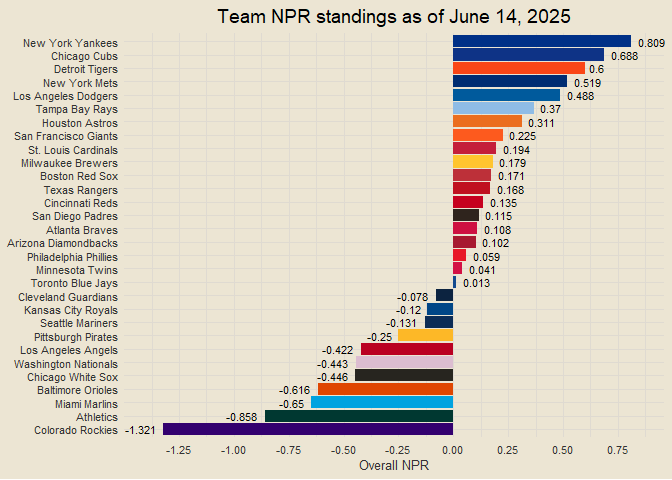 Team NPR standings as of June 14, 2025
New York Yankees 0.809
Chicago Cubs 0.688
Detroit Tigers 0.6
New York Mets 0.519
Los Angeles Dodgers 0.488
Tampa Bay Rays 0.37
Houston Astros 0.311
San Francisco Giants 0.225
St. Louis Cardinals 0.194
Milwaukee Brewers 0.179
Boston Red Sox 0.171
Texas Rangers 0.168
Cincinnati Reds 0.135
San Diego Padres 0.115
Atlanta Braves 0.108
Arizona Diamondbacks 0.102
Philadelphia Phillies 0.059
Minnesota Twins 0.041
Toronto Blue Jays 0.013
Cleveland Guardians -0.078
Kansas City Royals -0.12
Seattle Mariners -0.131
Pittsburgh Pirates -0.25
Los Angeles Angels -0.422
Washington Nationals -0.443
Chicago White Sox -0.446
Baltimore Orioles -0.616
Miami Marlins -0.65
Athletics -0.858
Colorado Rockies -1.321
-1.25 -1.00 -0.75 -0.50 -0.25 0.00 0.25 0.50 0.75
Overall NPR